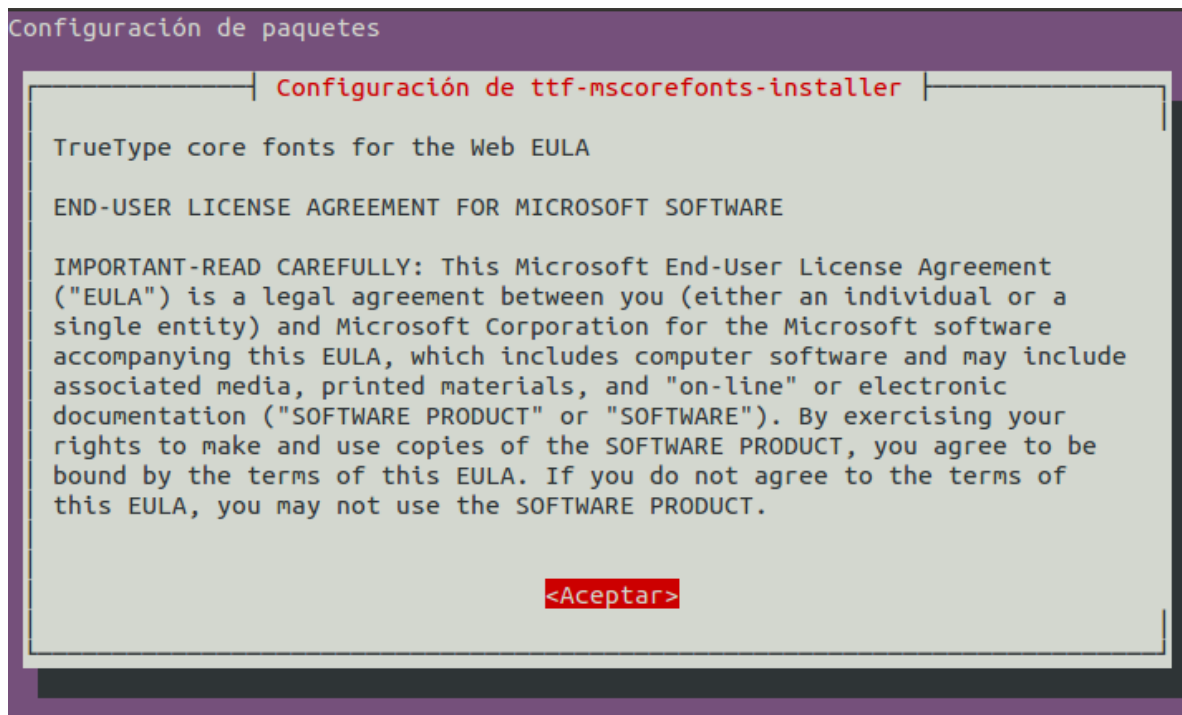 Configuración de paquetes
Configuración de ttf-mscorefonts-installer
TrueType core fonts for the Web EULA
END-USER LICENSE AGREEMENT FOR MICROSOFT SOFTWARE
IMPORTANT-READ CAREFULLY: This Microsoft End-User License Agreement
("EULA") is a legal agreement between you (either an individual or a
single entity) and Microsoft Corporation for the Microsoft software
accompanying this EULA, which includes computer software and may include
associated media, printed materials, and "on-line" or electronic
documentation ("SOFTWARE PRODUCT" or "SOFTWARE"). By exercising your
rights to make and use copies of the SOFTWARE PRODUCT, you agree to be
bound by the terms of this EULA. If you do not agree to the terms of
this EULA, you may not use the SOFTWARE PRODUCT.
<Aceptar>